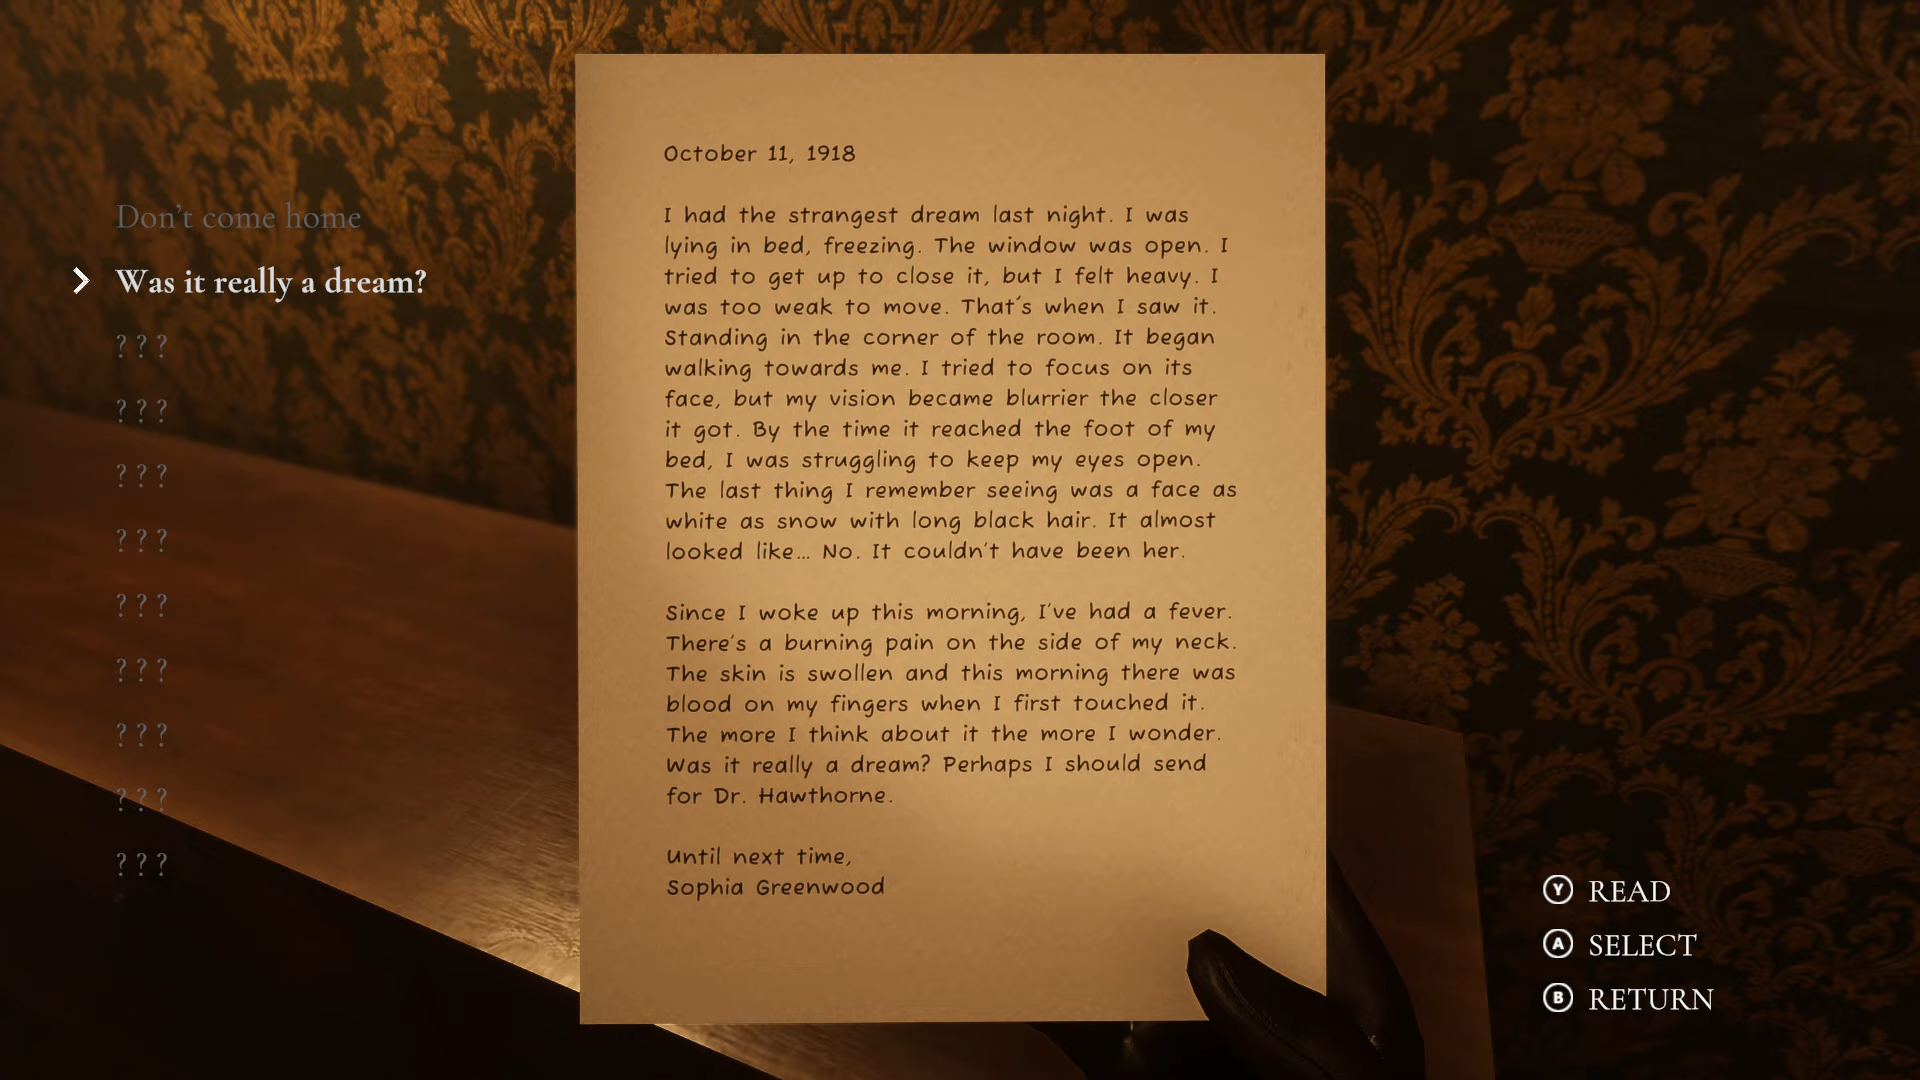 Don't come home
Was it really a dream?
? ? ?
? ? ?
? ? ?
? ? ?
? ? ?
? ? ?
? ? ?
? ? ?
? ? ?
October 11, 1918
I had the strangest dream last night. I was
lying in bed, freezing. The window was open. I
tried to get up to close it, but I felt heavy. I
was too weak to move. That's when I saw it.
Standing in the corner of the room. It began
walking towards me. I tried to focus on its
face, but my vision became blurrier the closer
it got. By the time it reached the foot of my
bed, I was struggling to keep my eyes open.
The last thing I remember seeing was a face as
white as snow with long black hair. It almost
looked like... No. It couldn't have been her.
Since I woke up this morning, I've had a fever.
There's a burning pain on the side of my neck.
The skin is swollen and this morning there was
blood on my fingers when I first touched it.
The more I think about it the more I wonder.
Was it really a dream? Perhaps I should send
for Dr. Hawthorne.
Until next time,
Sophia Greenwood
Y READ
A SELECT
B RETURN